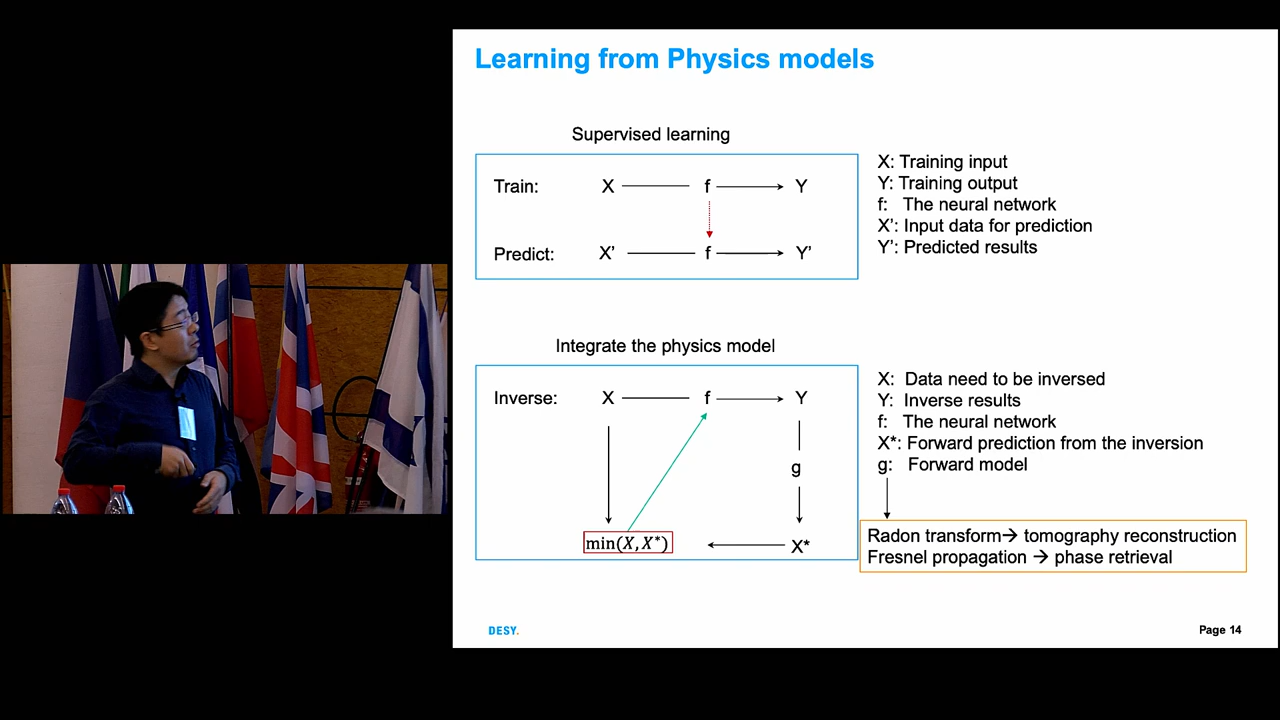 Learning from Physics models
Supervised learning
Train: X f Y
Predict: X' f Y'
X: Training input
Y: Training output
f: The neural network
X': Input data for prediction
Y': Predicted results
Integrate the physics model
Inverse: X f Y
g
min(X, X*) X*
X: Data need to be inversed
Y: Inverse results
f: The neural network
X*: Forward prediction from the inversion
g: Forward model
Radon transform→ tomography reconstruction
Fresnel propagation → phase retrieval
DESY.
Page 14